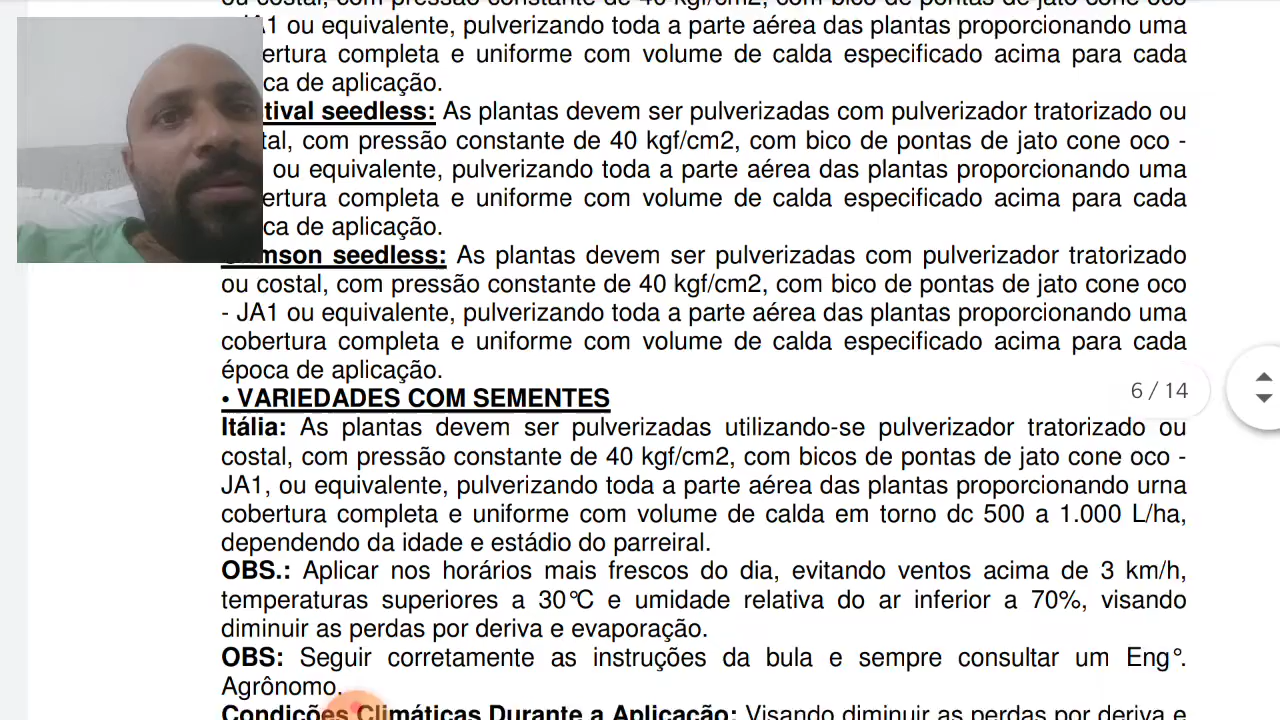 ou costal, com pressão constante de 40 kgf/cm2, com bico de pontas de jato cone oco
JA1 ou equivalente, pulverizando toda a parte aérea das plantas proporcionando uma
ertura completa e uniforme com volume de calda especificado acima para cada
ca de aplicação.
tival seedless: As plantas devem ser pulverizadas com pulverizador tratorizado ou
tal, com pressão constante de 40 kgf/cm2, com bico de pontas de jato cone oco -
ou equivalente, pulverizando toda a parte aérea das plantas proporcionando uma
ertura completa e uniforme com volume de calda especificado acima para cada
ca de aplicação.
mson seedless: As plantas devem ser pulverizadas com pulverizador tratorizado
ou costal, com pressão constante de 40 kgf/cm2, com bico de pontas de jato cone oco
- JA1 ou equivalente, pulverizando toda a parte aérea das plantas proporcionando uma
cobertura completa e uniforme com volume de calda especificado acima para cada
época de aplicação.
6 / 14
• VARIEDADES COM SEMENTES
Itália: As plantas devem ser pulverizadas utilizando-se pulverizador tratorizado ou
costal, com pressão constante de 40 kgf/cm2, com bicos de pontas de jato cone oco -
JA1, ou equivalente, pulverizando toda a parte aérea das plantas proporcionando urna
cobertura completa e uniforme com volume de calda em torno dc 500 a 1.000 L/ha,
dependendo da idade e estádio do parreiral.
OBS.: Aplicar nos horários mais frescos do dia, evitando ventos acima de 3 km/h,
temperaturas superiores a 30°C e umidade relativa do ar inferior a 70%, visando
diminuir as perdas por deriva e evaporação.
OBS: Seguir corretamente as instruções da bula e sempre consultar um Eng°.
Agrônomo.
Condições Climáticas Durante a Aplicação: Visando diminuir as perdas por deriva e